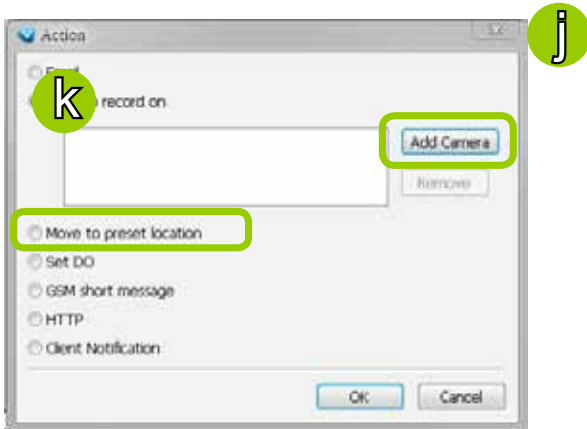 Action
j
k
record on
Add Camera
Remove
Move to preset location
Set DO
GSM short message
HTTP
Client Notification
OK
Cancel